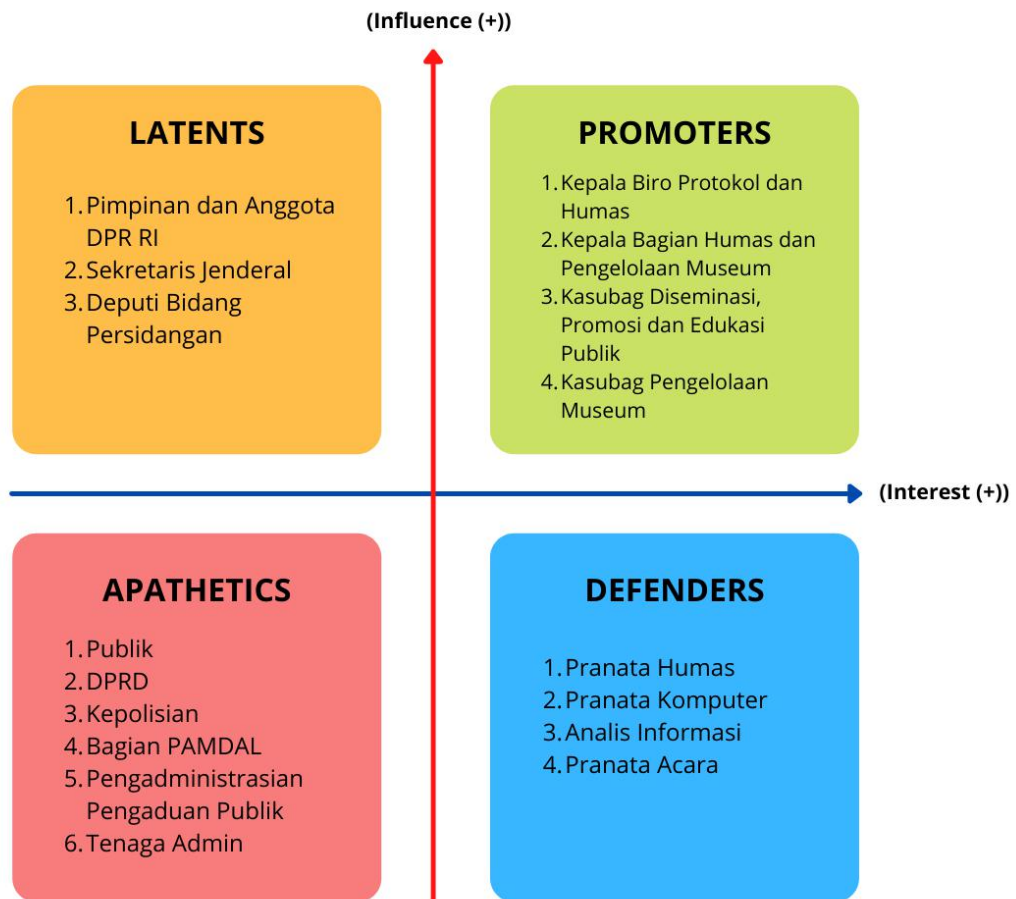 (Influence (+))
LATENTS
1. Pimpinan dan Anggota
DPR RI
2. Sekretaris Jenderal
3. Deputi Bidang
Persidangan
PROMOTERS
1. Kepala Biro Protokol dan
Humas
2. Kepala Bagian Humas dan
Pengelolaan Museum
3. Kasubag Diseminasi,
Promosi dan Edukasi
Publik
4. Kasubag Pengelolaan
Museum
(Interest (+))
APATHETICS
1. Publik
2. DPRD
3. Kepolisian
4. Bagian PAMDAL
5. Pengadministrasian
Pengaduan Publik
6. Tenaga Admin
DEFENDERS
1. Pranata Humas
2. Pranata Komputer
3. Analis Informasi
4. Pranata Acara